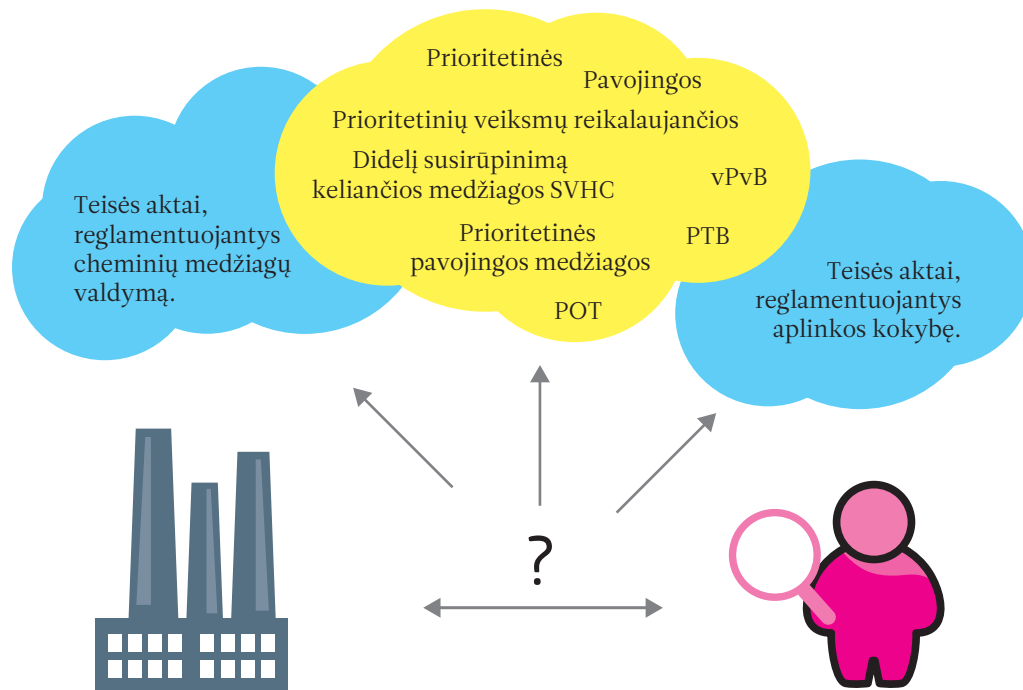 Prioritetinės
Pavojingos
Prioritetinių veiksmų reikalaujančios
Didelį susirūpinimą
keliančios medžiagos SVHC
vPvB
Prioritetinės
pavojingos medžiagos
PTB
POT
Teisės aktai,
reglamentuojantys
cheminių medžiagų
valdymą.
Teisės aktai,
reglamentuojantys
aplinkos kokybę.
?